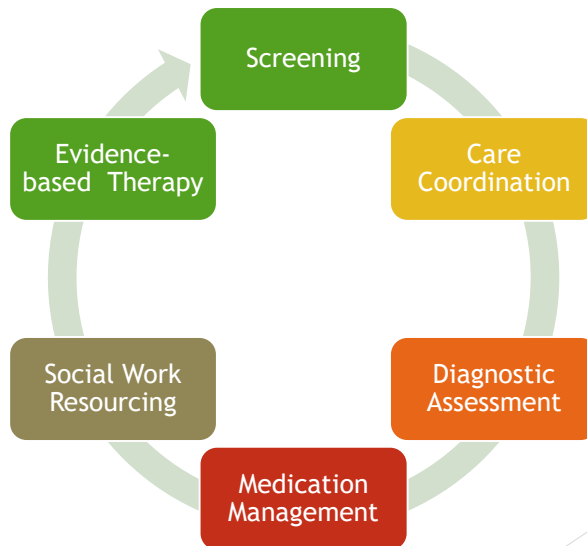 Screening
Care
Coordination
Diagnostic
Assessment
Medication
Management
Social Work
Resourcing
Evidence-
based Therapy